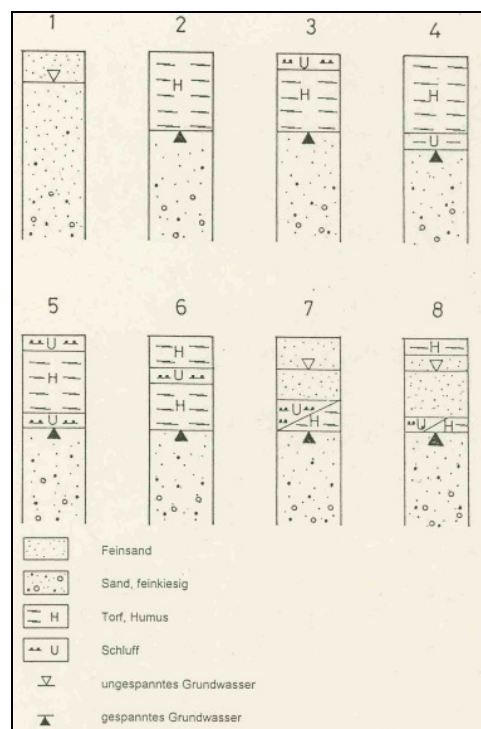 1 2 3 4
H
U
H
H
U
H
5 6 7 8
U
H
U
H
U
H
U
H
H
U H
Feinsand
Sand, feinkiesig
H Torf, Humus
U Schluff
ungespanntes Grundwasser
gespanntes Grundwasser